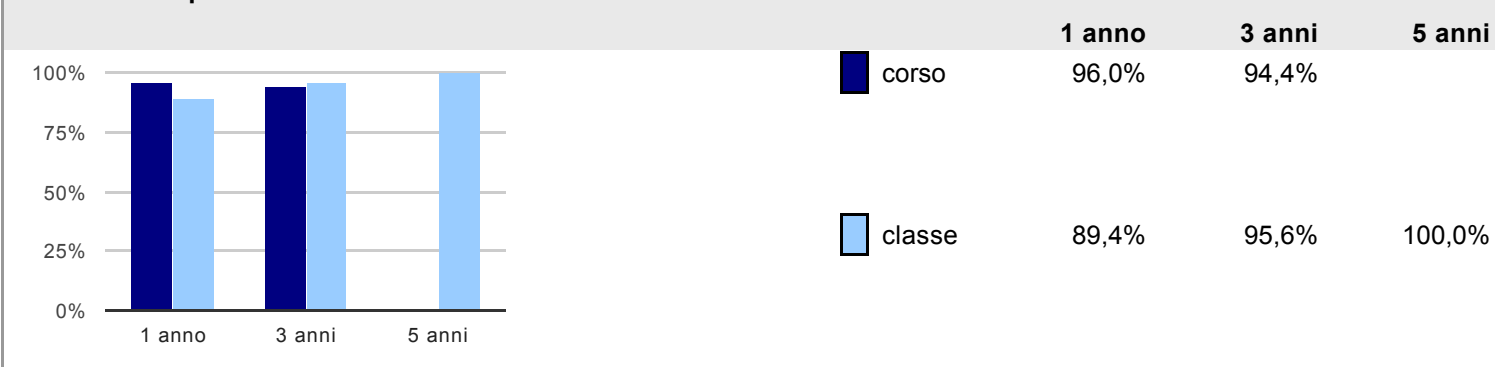 1 anno 3 anni 5 anni
100%
75%
50%
25%
0%
1 anno 3 anni 5 anni
corso 96,0% 94,4%
classe 89,4% 95,6% 100,0%